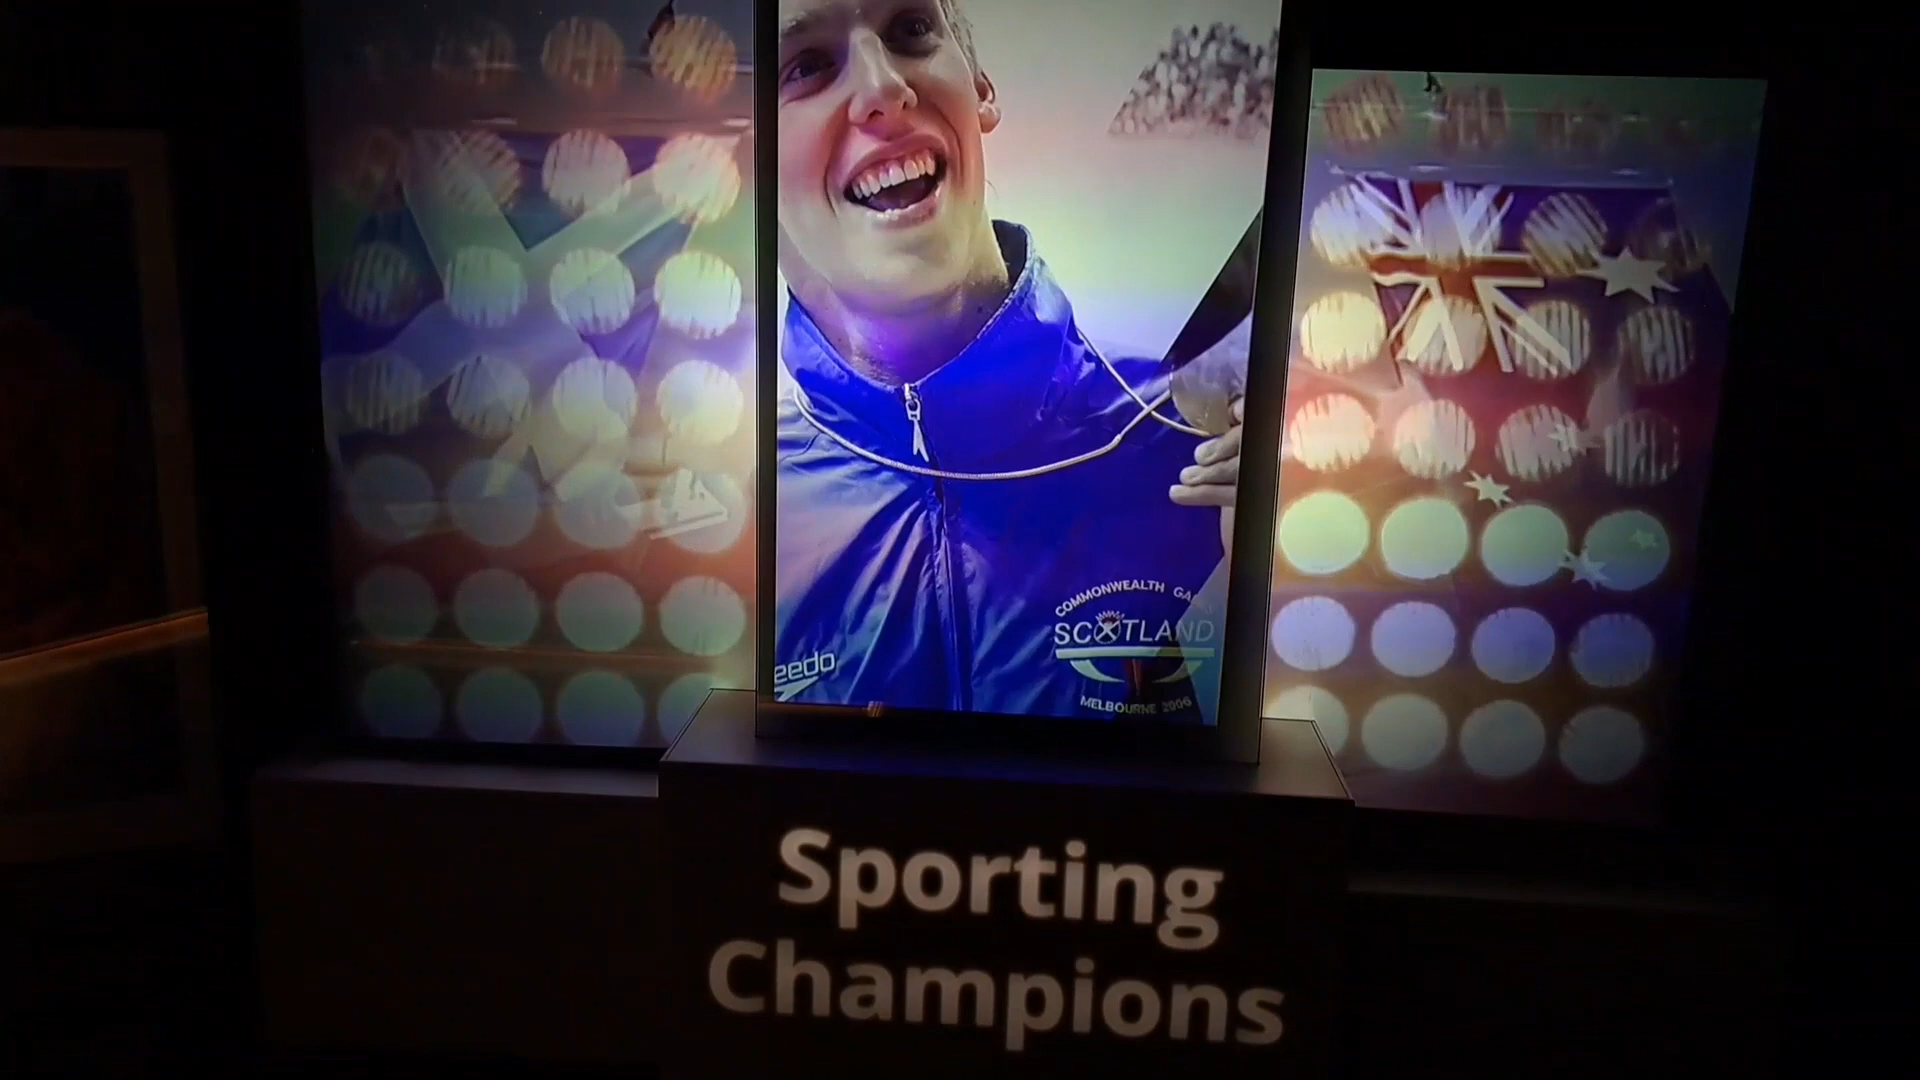 COMMONWEALTH GA
SCOTLAND
eedo
MELBOURNE 2006
Sporting
Champions